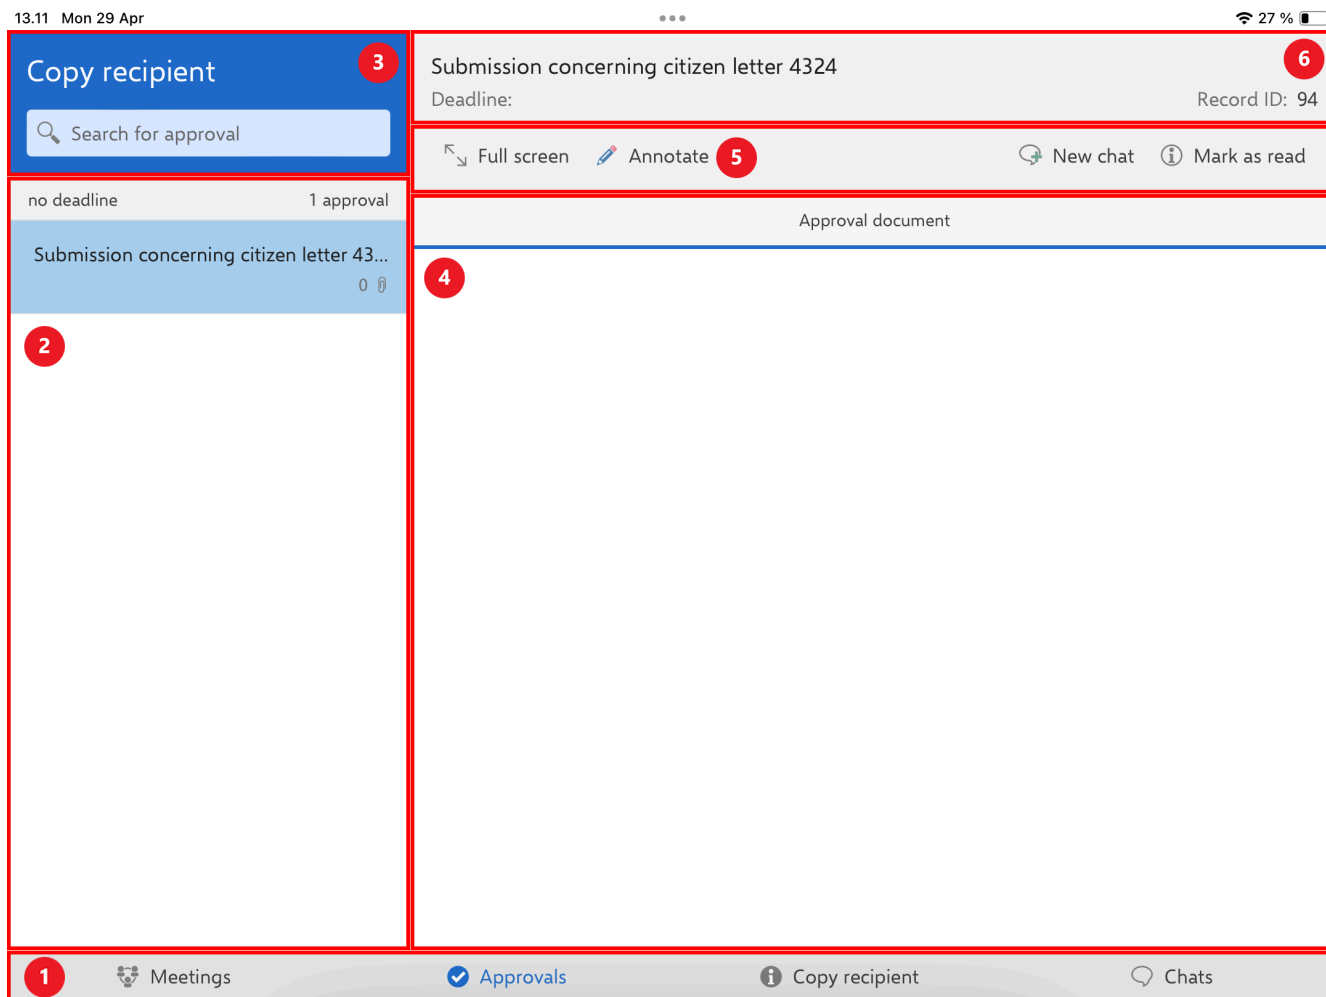 13.11 Mon 29 Apr
27 %
Copy recipient
3
Search for approval
no deadline 1 approval
Submission concerning citizen letter 43...
0
2
Submission concerning citizen letter 4324
6
Deadline: Record ID: 94
Full screen Annotate 5 New chat Mark as read
Approval document
4
1 Meetings Approvals Copy recipient Chats